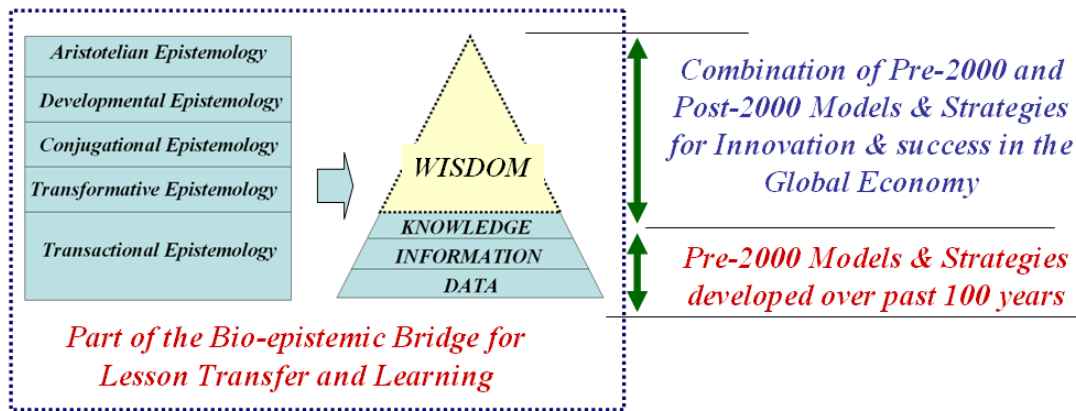 Aristotelian Epistemology
Developmental Epistemology
Conjugational Epistemology
Transformative Epistemology
Transactional Epistemology
WISDOM
KNOWLEDGE
INFORMATION
DATA
Part of the Bio-epistemic Bridge for
Lesson Transfer and Learning
Combination of Pre-2000 and
Post-2000 Models & Strategies
for Innovation & success in the
Global Economy
Pre-2000 Models & Strategies
developed over past 100 years